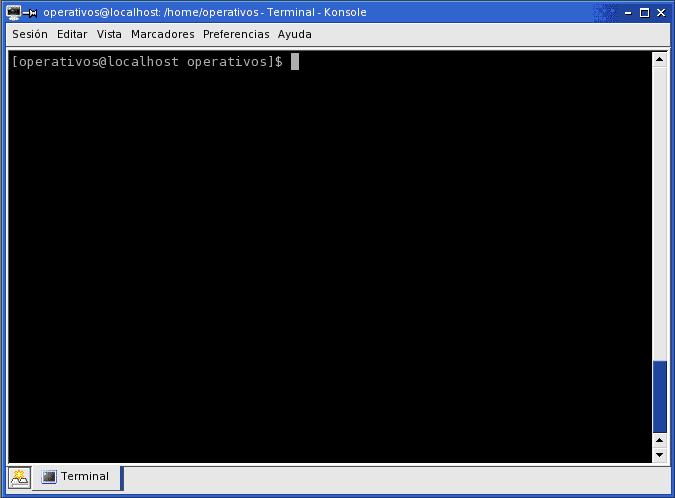 operativos@localhost: /home/operativos - Terminal - Konsole
Sesión Editar Vista Marcadores Preferencias Ayuda
[operativos@localhost operativos]$
Terminal